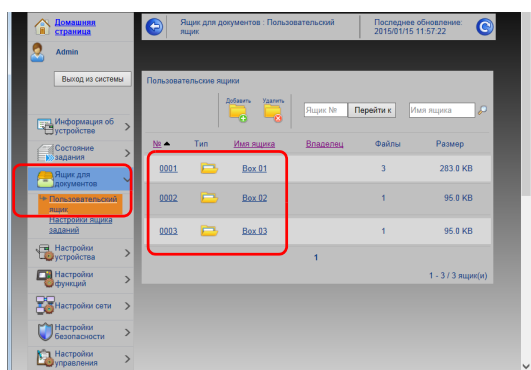 Домашняя
страница
Admin
Выход из системы
Информация об
устройстве
Состояние
задания
Ящик для
документов
Пользовательский
ящик
Настройки ящика
заданий
Настройки
устройства
Настройки
функций
Настройки сети
Настройки
безопасности
Настройки
управления
Ящик для документов : Пользовательский
ящик
Последнее обновление:
2015/01/15 11:57:22
Пользовательские ящики
Добавить Удалить
Ящик № Перейти к Имя ящика
№ Тип Имя ящика Владелец Файлы Размер
0001 Box 01 3 283.0 KB
0002 Box 02 1 95.0 KB
0003 Box 03 1 95.0 KB
1
1 - 3 / 3 ящик(и)